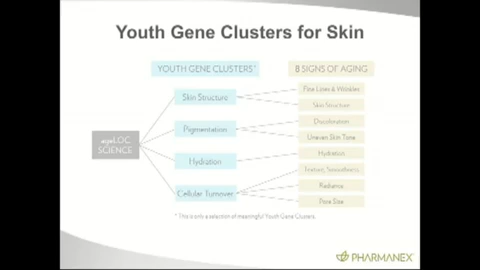 Youth Gene Clusters for Skin
YOUTH GENE CLUSTERS*
8 SIGNS OF AGING
ageLOC
SCIENCE
Skin Structure
Pigmentation
Hydration
Cellular Turnover
Fine Lines & Wrinkles
Skin Structure
Discoloration
Uneven Skin Tone
Hydration
Texture, Smoothness
Radiance
Pore Size
* This is only a selection of meaningful Youth Gene Clusters.
PHARMANEX